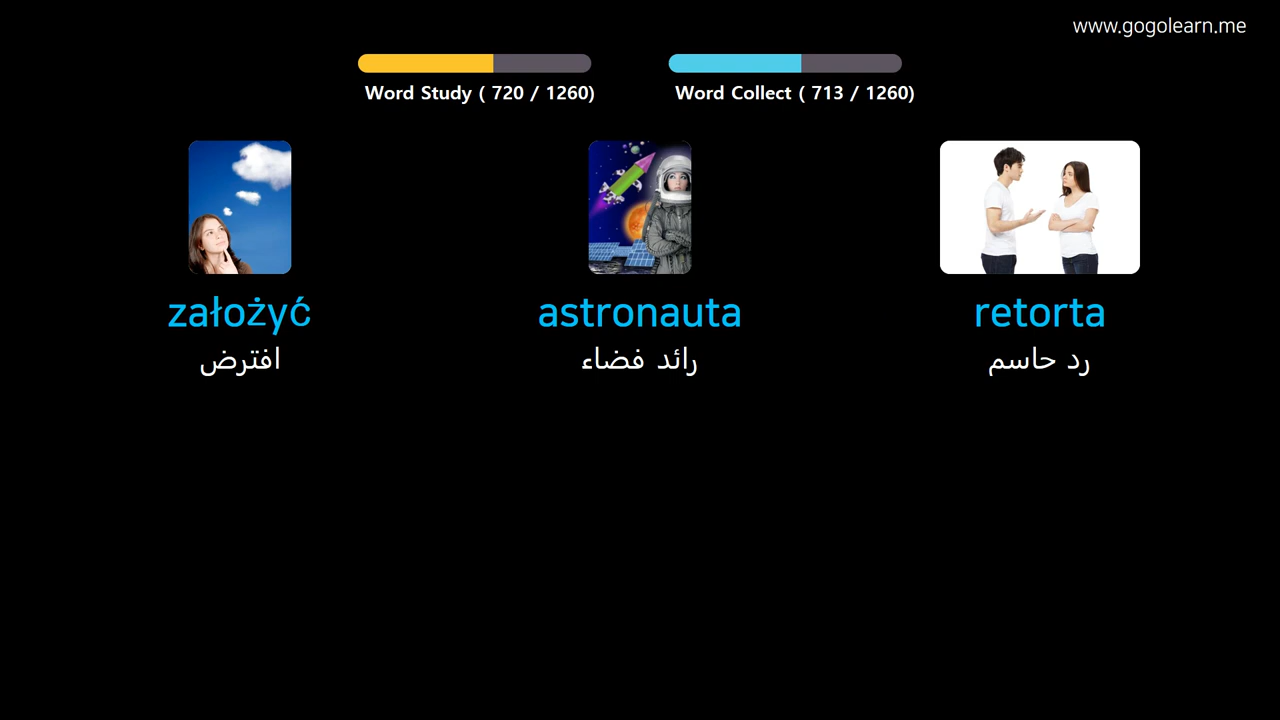 www.gogolearn.me
Word Study ( 720 / 1260)
Word Collect ( 713 / 1260)
założyć
astronauta
retorta
افترض
رائد فضاء
رد حاسم